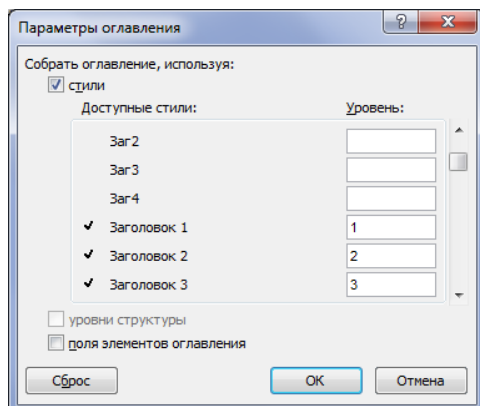 Параметры оглавления
Собрать оглавление, используя:
стили
Доступные стили: Уровень:
Заг2
Заг3
Заг4
Заголовок 1 1
Заголовок 2 2
Заголовок 3 3
уровни структуры
поля элементов оглавления
Сброс ОК Отмена